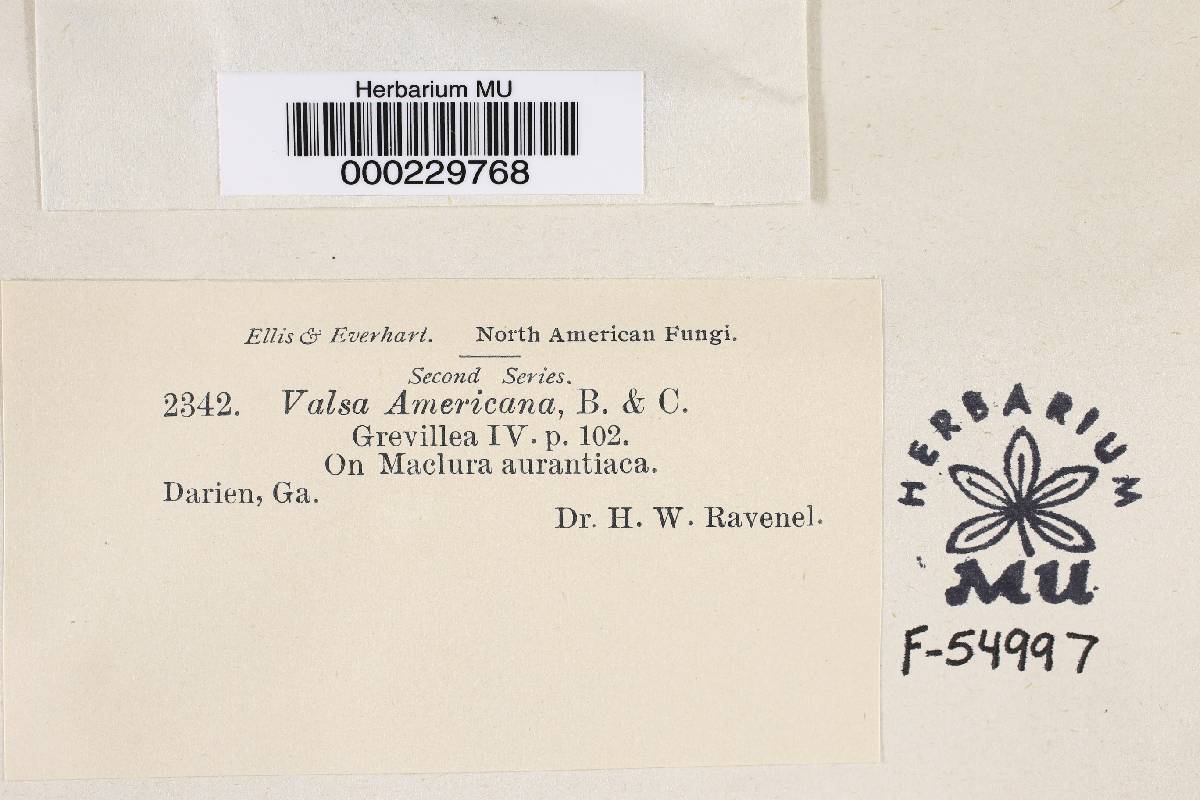 Herbarium MU
000229768
Ellis & Everhart. North American Fungi.
Second Series.
2342. Valsa Americana, B. & C.
Grevillea IV. p. 102.
On Maclura aurantiaca.
Darien, Ga.
Dr. H. W. Ravenel.
HERBARIUM
MU
F-54997